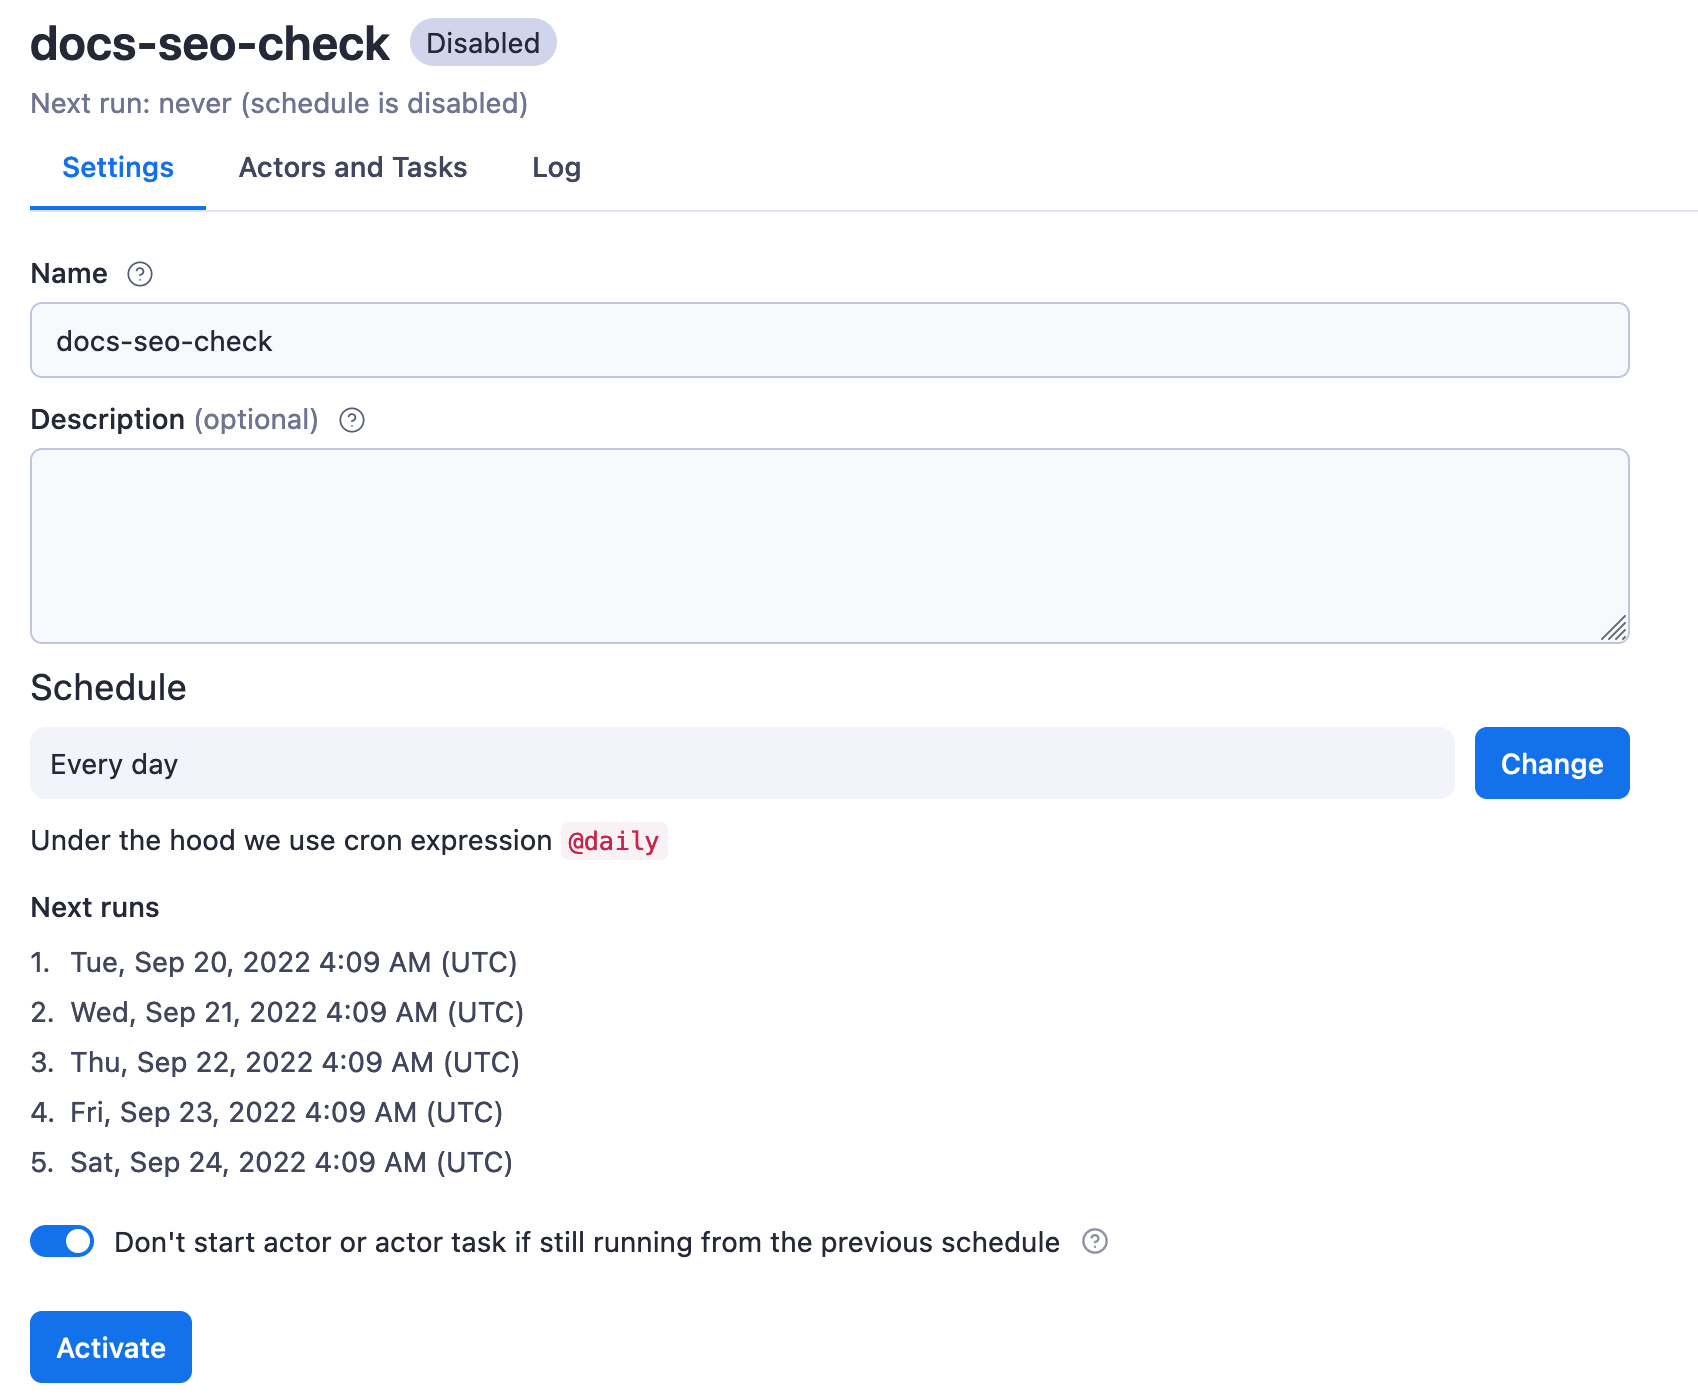 docs-seo-check Disabled
Next run: never (schedule is disabled)
Settings Actors and Tasks Log
Name ?
docs-seo-check
Description (optional) ?
Schedule
Every day Change
Under the hood we use cron expression @daily
Next runs
1. Tue, Sep 20, 2022 4:09 AM (UTC)
2. Wed, Sep 21, 2022 4:09 AM (UTC)
3. Thu, Sep 22, 2022 4:09 AM (UTC)
4. Fri, Sep 23, 2022 4:09 AM (UTC)
5. Sat, Sep 24, 2022 4:09 AM (UTC)
Don't start actor or actor task if still running from the previous schedule ?
Activate